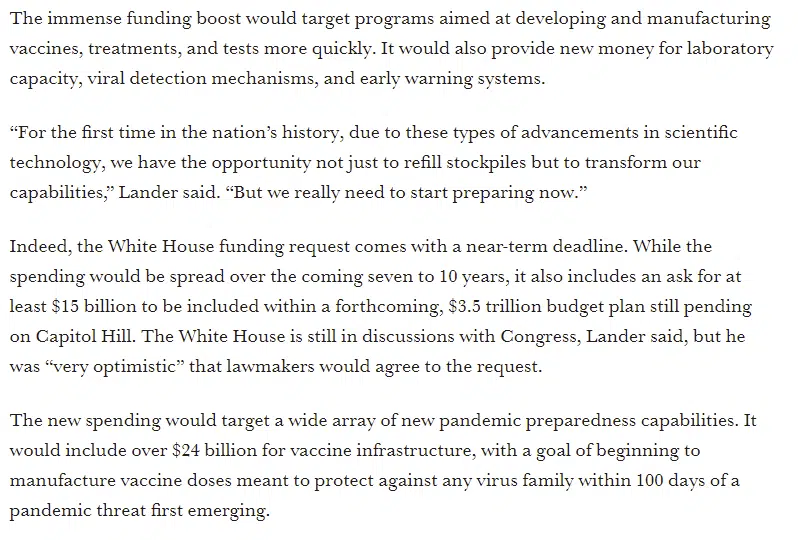 The immense funding boost would target programs aimed at developing and manufacturing
vaccines, treatments, and tests more quickly. It would also provide new money for laboratory
capacity, viral detection mechanisms, and early warning systems.
“For the first time in the nation’s history, due to these types of advancements in scientific
technology, we have the opportunity not just to refill stockpiles but to transform our
capabilities,” Lander said. “But we really need to start preparing now.”
Indeed, the White House funding request comes with a near-term deadline. While the
spending would be spread over the coming seven to 10 years, it also includes an ask for at
least $15 billion to be included within a forthcoming, $3.5 trillion budget plan still pending
on Capitol Hill. The White House is still in discussions with Congress, Lander said, but he
was “very optimistic” that lawmakers would agree to the request.
The new spending would target a wide array of new pandemic preparedness capabilities. It
would include over $24 billion for vaccine infrastructure, with a goal of beginning to
manufacture vaccine doses meant to protect against any virus family within 100 days of a
pandemic threat first emerging.